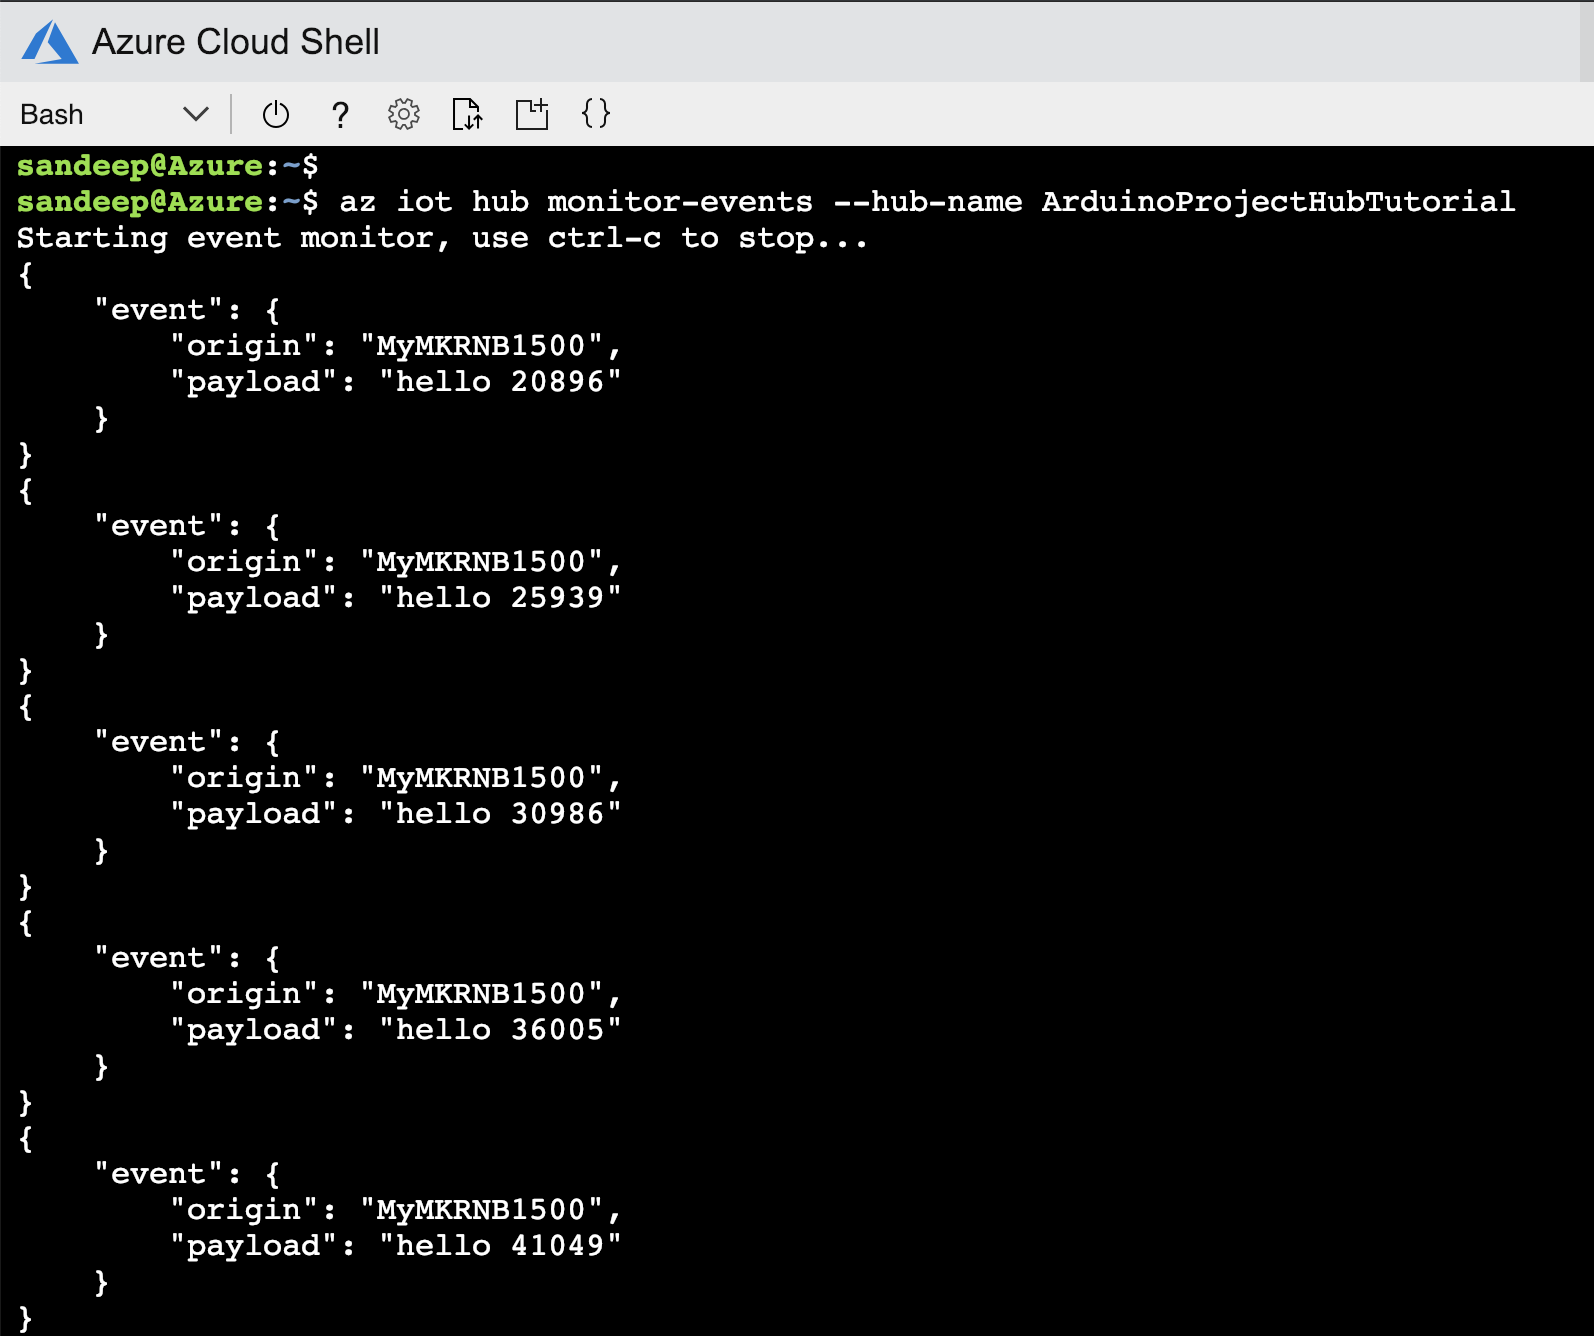 Azure Cloud Shell
Bash ? {}
sandeep@Azure:~$
sandeep@Azure:~$ az iot hub monitor-events --hub-name ArduinoProjectHubTutorial
Starting event monitor, use ctrl-c to stop...
{
    "event": {
        "origin": "MyMKRNB1500",
        "payload": "hello 20896"
    }
}
{
    "event": {
        "origin": "MyMKRNB1500",
        "payload": "hello 25939"
    }
}
{
    "event": {
        "origin": "MyMKRNB1500",
        "payload": "hello 30986"
    }
}
{
    "event": {
        "origin": "MyMKRNB1500",
        "payload": "hello 36005"
    }
}
{
    "event": {
        "origin": "MyMKRNB1500",
        "payload": "hello 41049"
    }
}